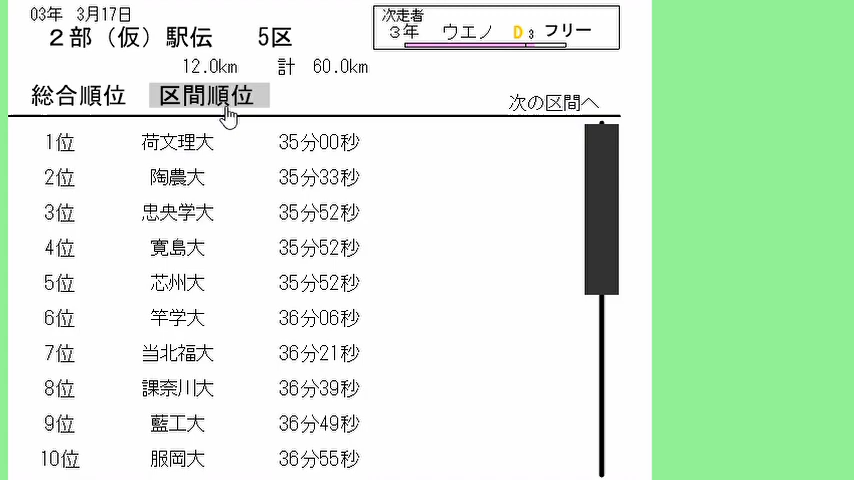 03年 3月17日
２部（仮）駅伝 5区
12.0km 計 60.0km
次走者
３年 ウエノ D 3 フリー
総合順位 区間順位 次の区間へ
1位 荷文理大 35分00秒
2位 陶農大 35分33秒
3位 忠央学大 35分52秒
4位 寛島大 35分52秒
5位 芯州大 35分52秒
6位 竿学大 36分06秒
7位 当北福大 36分21秒
8位 課奈川大 36分39秒
9位 藍工大 36分49秒
10位 服岡大 36分55秒